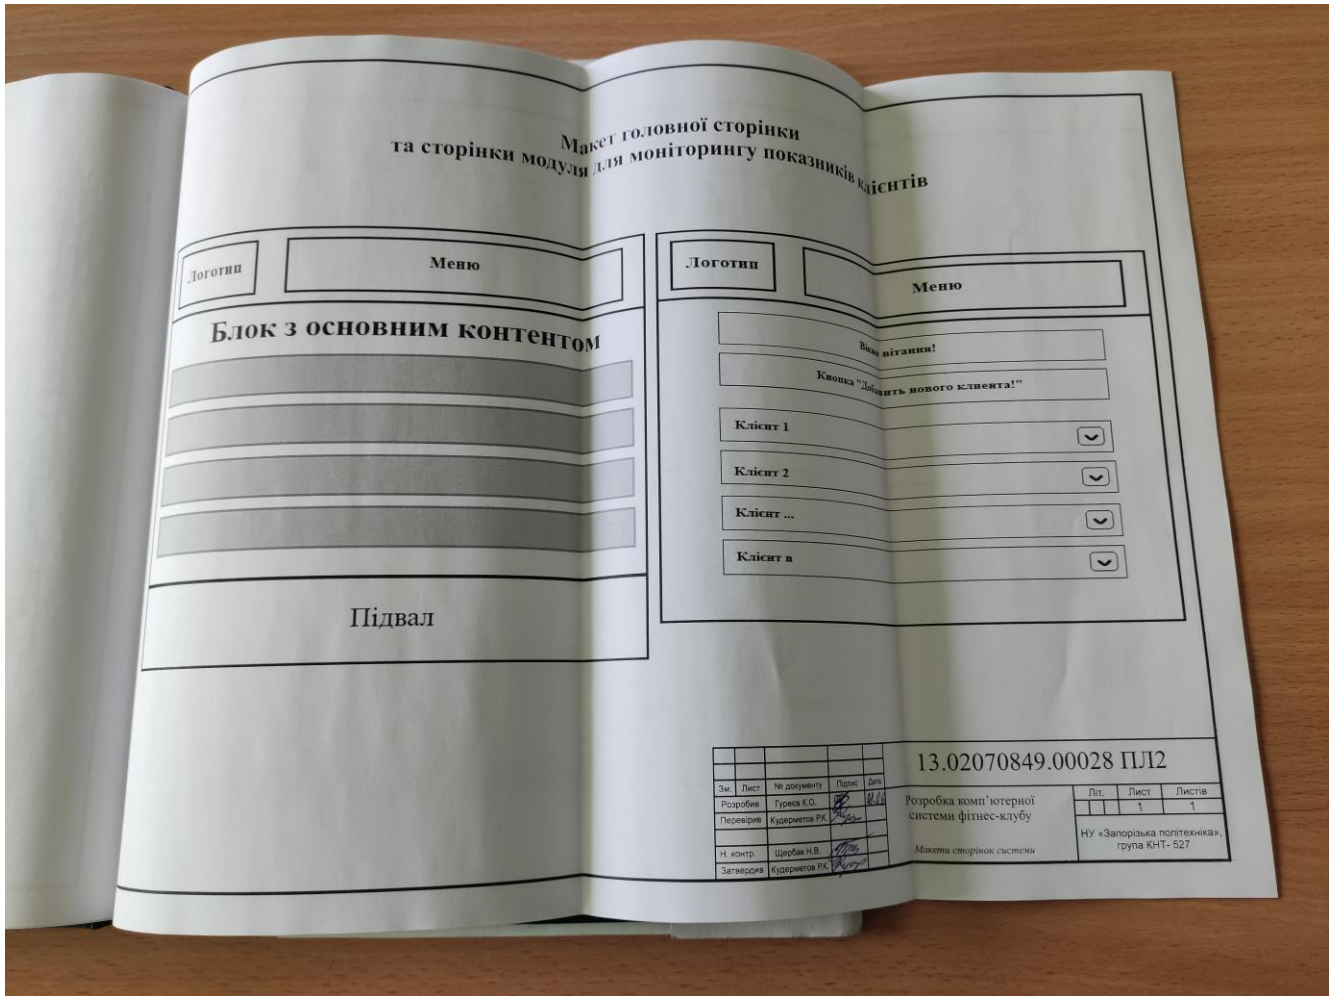 Макет головної сторінки
та сторінки модуля для моніторингу показників клієнтів
Логотип
Меню
Блок з основним контентом
Підвал
Логотип
Меню
вітання!
Кнопка "Добавить нового клиента!"
Клієнт 1
Клієнт 2
Клієнт ...
Клієнт n
13.02070849.00028 ПЛ2
Зм. Лист № документу Підпис Дата
Розробив Гуреєв К.О.
Перевірив Кудерметов Р.К.
Н. контр. Щербак Н.В.
Затвердив Кудерметов Р.К.
Розробка комп'ютерної
системи фітнес-клубу
Макети сторінок системи
Літ. Лист Листів
1 1
НУ «Запорізька політехніка»,
група КНТ- 527